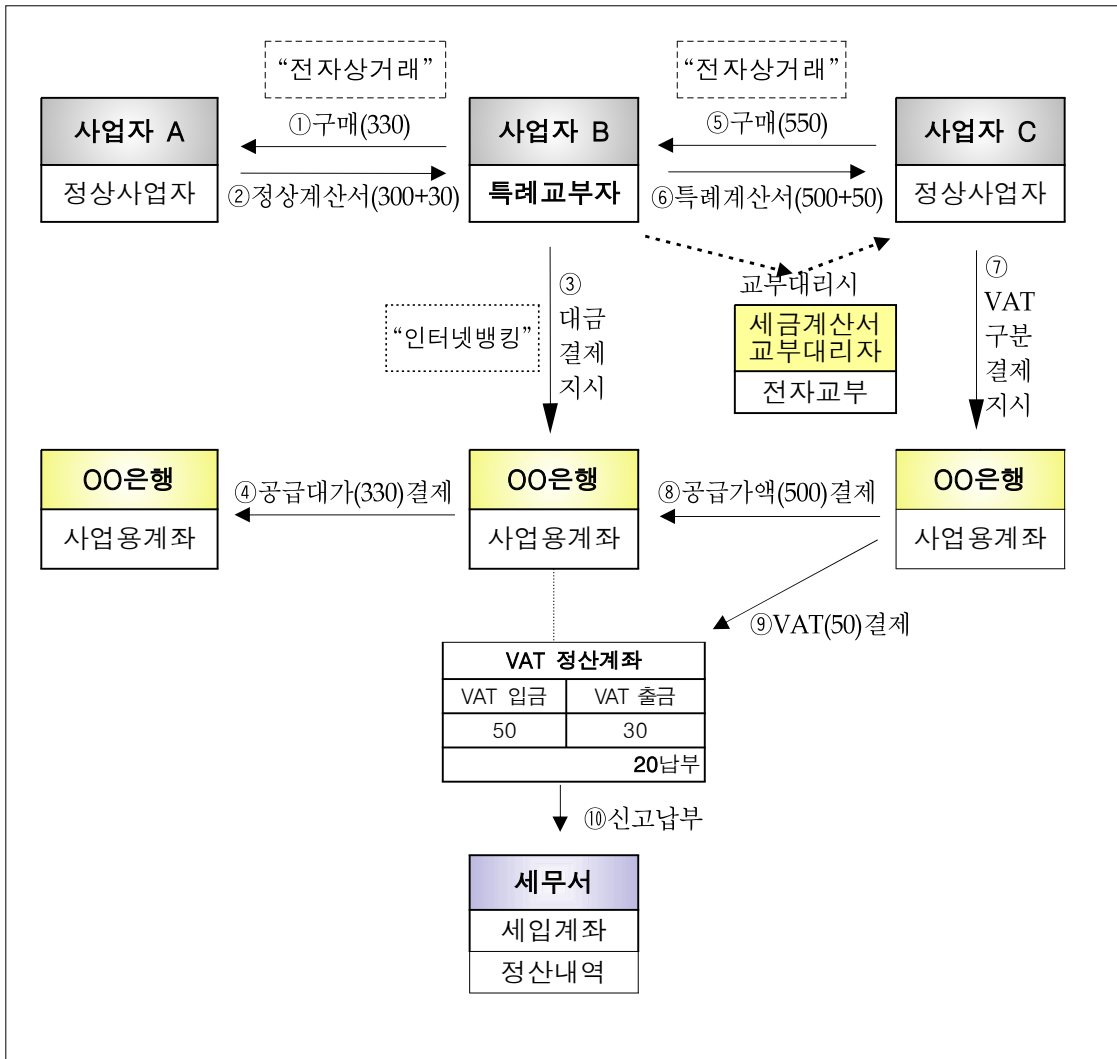 “전자상거래”
“전자상거래”
사업자 A
①구매(330)
사업자 B
⑤구매(550)
사업자 C
정상사업자
②정상계산서(300+30)
특례교부자
⑥특례계산서(500+50)
정상사업자
③
대금
결제
지시
“인터넷뱅킹”
교부대리시
세금계산서
교부대리자
전자교부
⑦
VAT
구분
결제
지시
OO은행
④공급대가(330)결제
OO은행
⑧공급가액(500)결제
OO은행
사업용계좌
사업용계좌
사업용계좌
⑨VAT(50)결제
VAT 정산계좌
VAT 입금
VAT 출금
50
30
20납부
⑩신고납부
세무서
세입계좌
정산내역